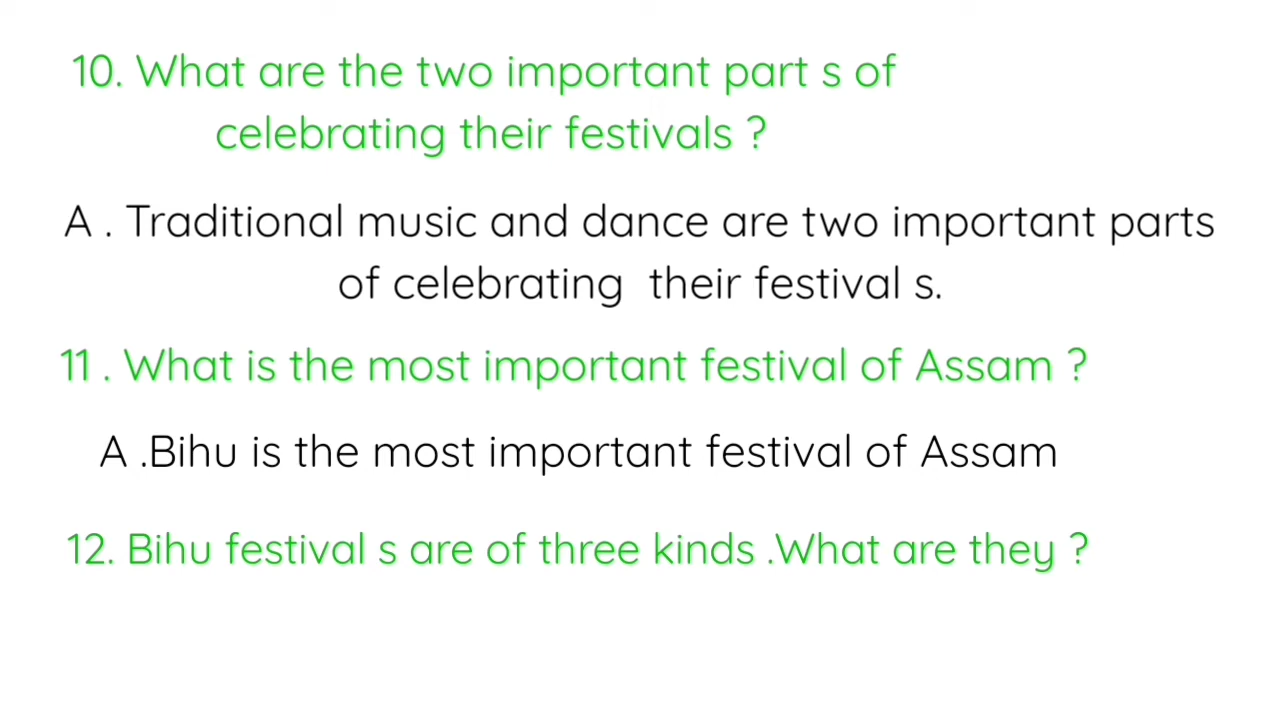 10. What are the two important part s of
celebrating their festivals ?
A . Traditional music and dance are two important parts
of celebrating their festival s.
11 . What is the most important festival of Assam ?
A .Bihu is the most important festival of Assam
12. Bihu festival s are of three kinds .What are they ?